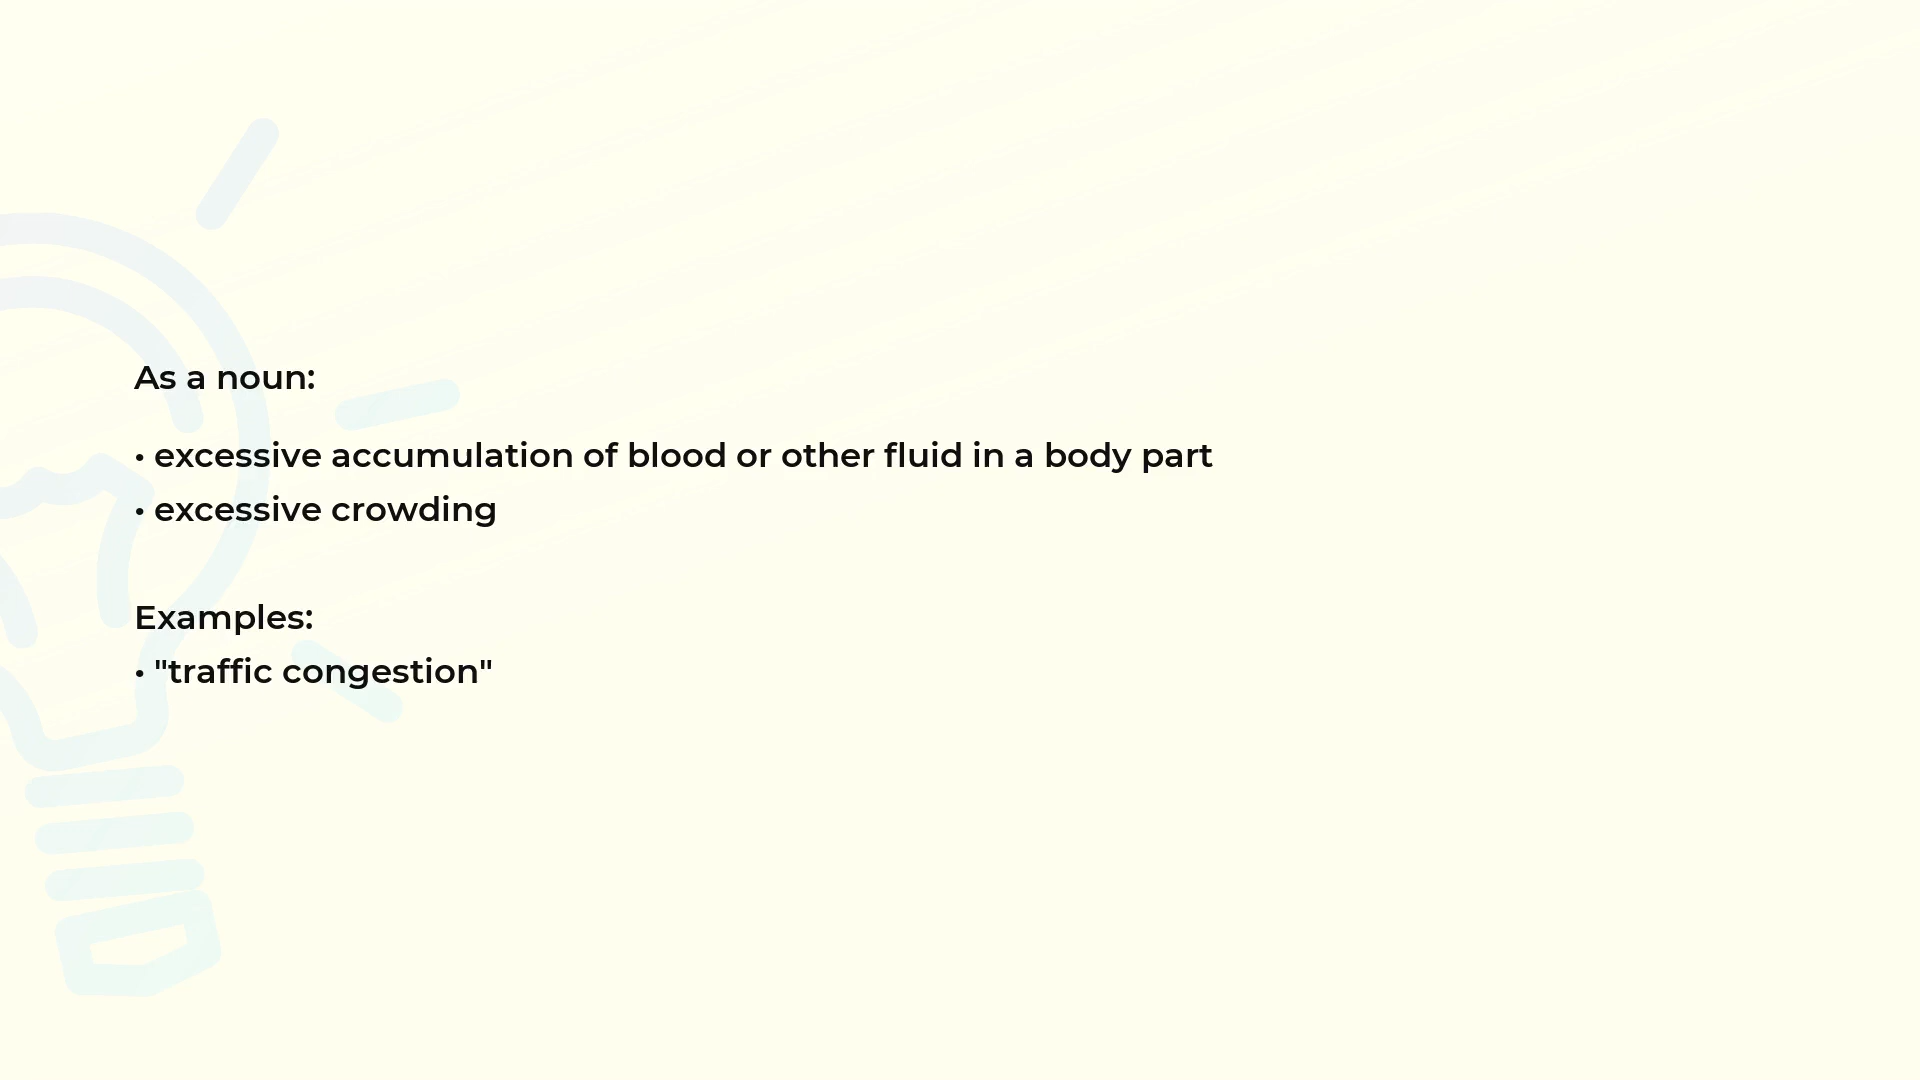 As a noun:
• excessive accumulation of blood or other fluid in a body part
• excessive crowding
Examples:
• "traffic congestion"